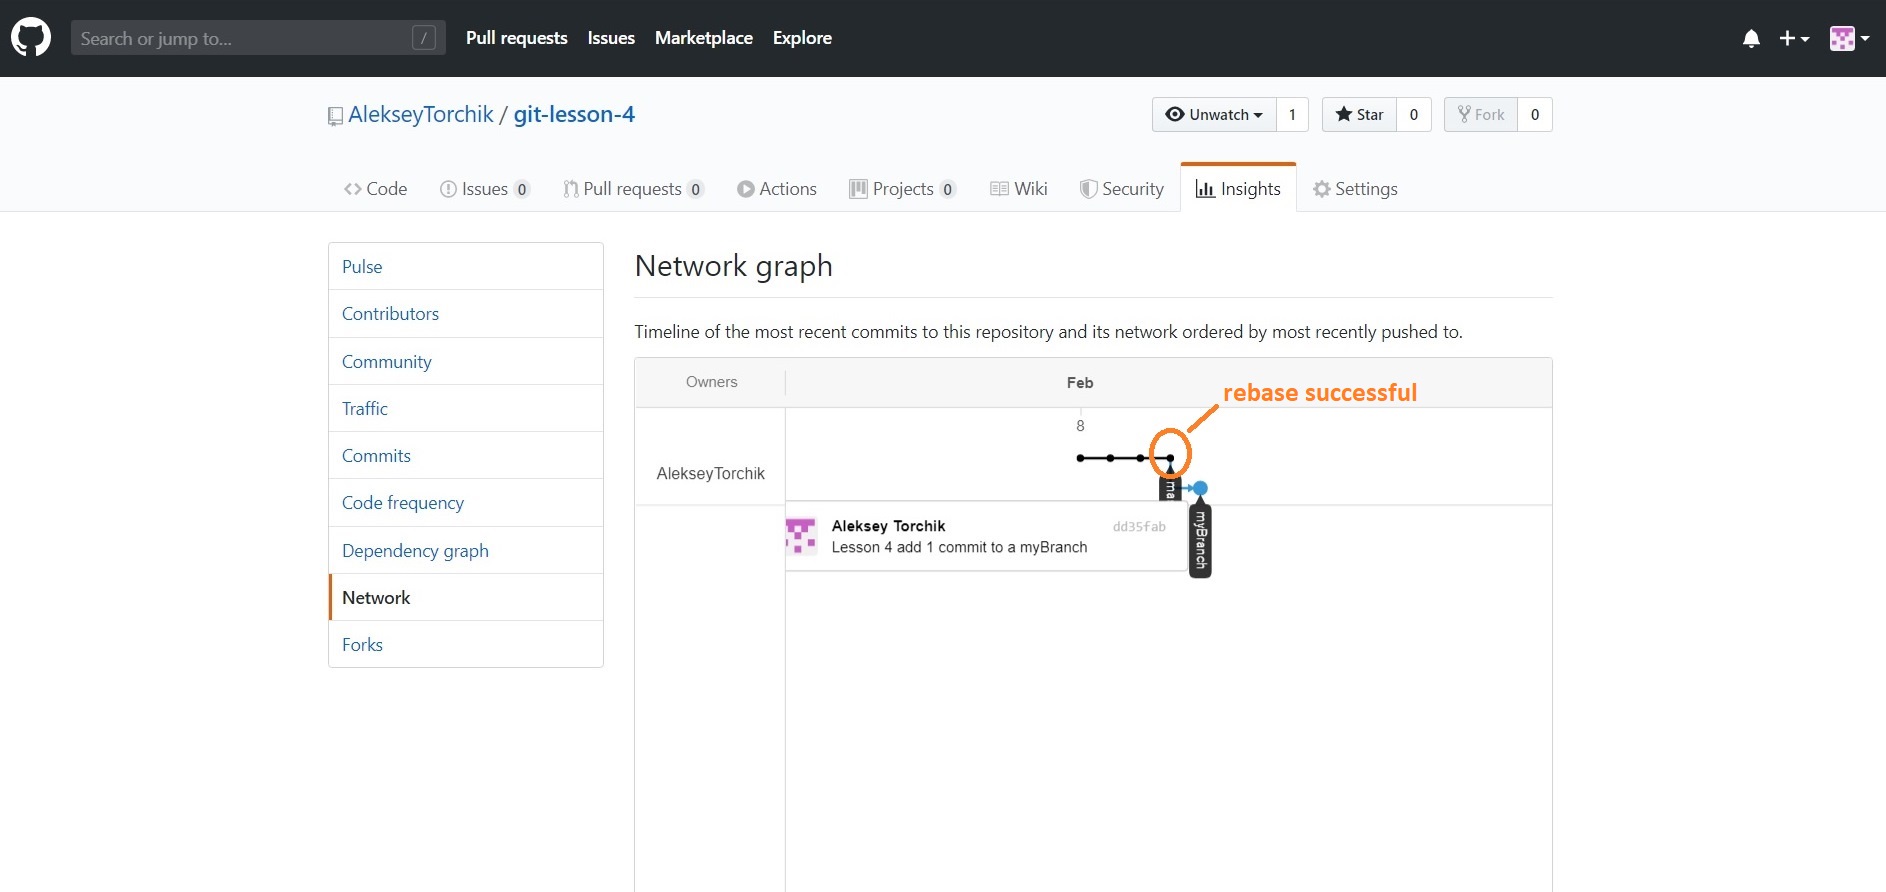 Search or jump to... /
Pull requests Issues Marketplace Explore
AlekseyTorchik / git-lesson-4
Unwatch 1 Star 0 Fork 0
Code Issues 0 Pull requests 0 Actions Projects 0 Wiki Security Insights Settings
Pulse
Contributors
Community
Traffic
Commits
Code frequency
Dependency graph
Network
Forks
Network graph
Timeline of the most recent commits to this repository and its network ordered by most recently pushed to.
Owners Feb
rebase successful
8
AlekseyTorchik
ma
myBranch
Aleksey Torchik dd35fab
Lesson 4 add 1 commit to a myBranch